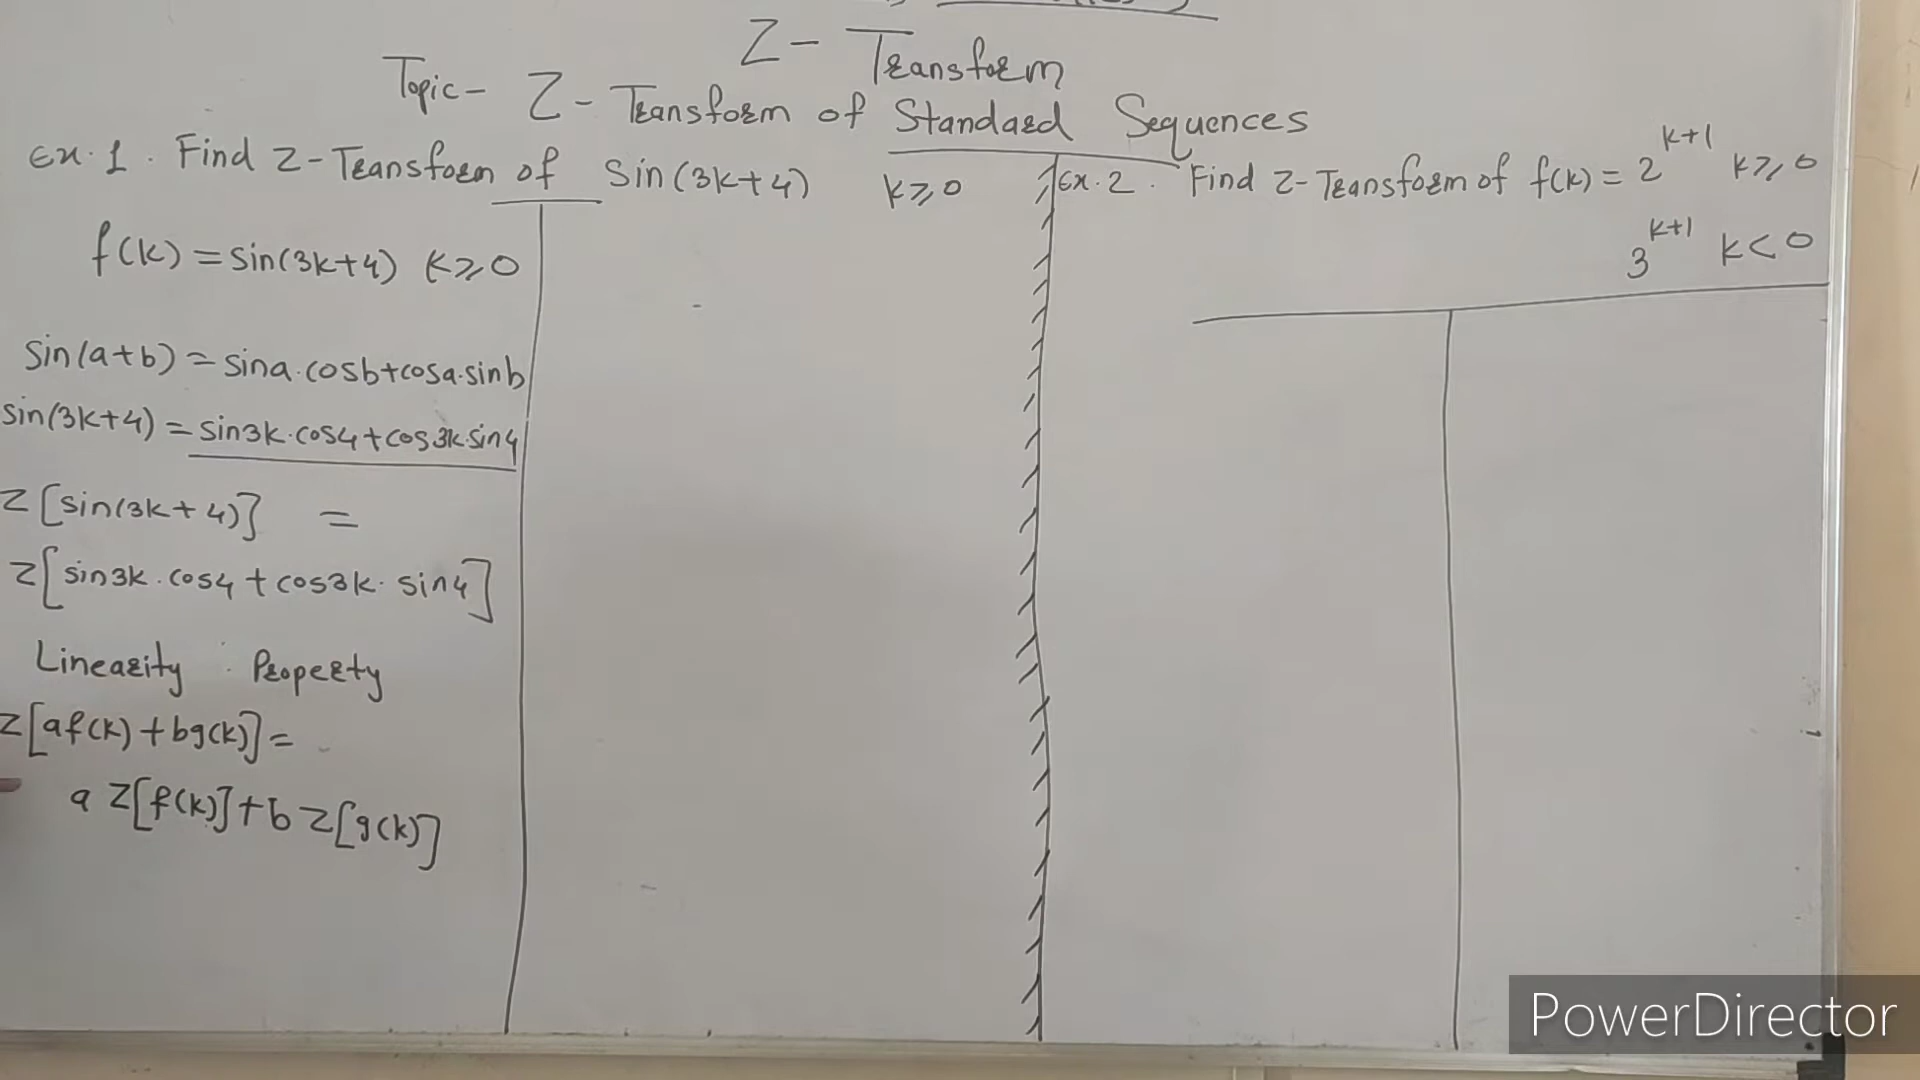 Z- Transform
Topic- Z- Transform of Standard Sequences
Ex.1. Find Z-Transform of sin(3k+4) k≥0
f(k) = sin(3k+4) k≥0
sin(a+b) = sina.cosb+cosa.sinb
sin(3k+4) = sin3k.cos4+cos3k.sin4
Z[sin(3k+4)] =
Z[sin3k.cos4 + cos3k. sin4]
Linearity Property
Z[af(k)+bg(k)] =
a Z[f(k)]+b Z[g(k)]
Ex.2. Find Z-Transform of f(k) = 2^{k+1} k≥0
3^{k+1} k<0
PowerDirector